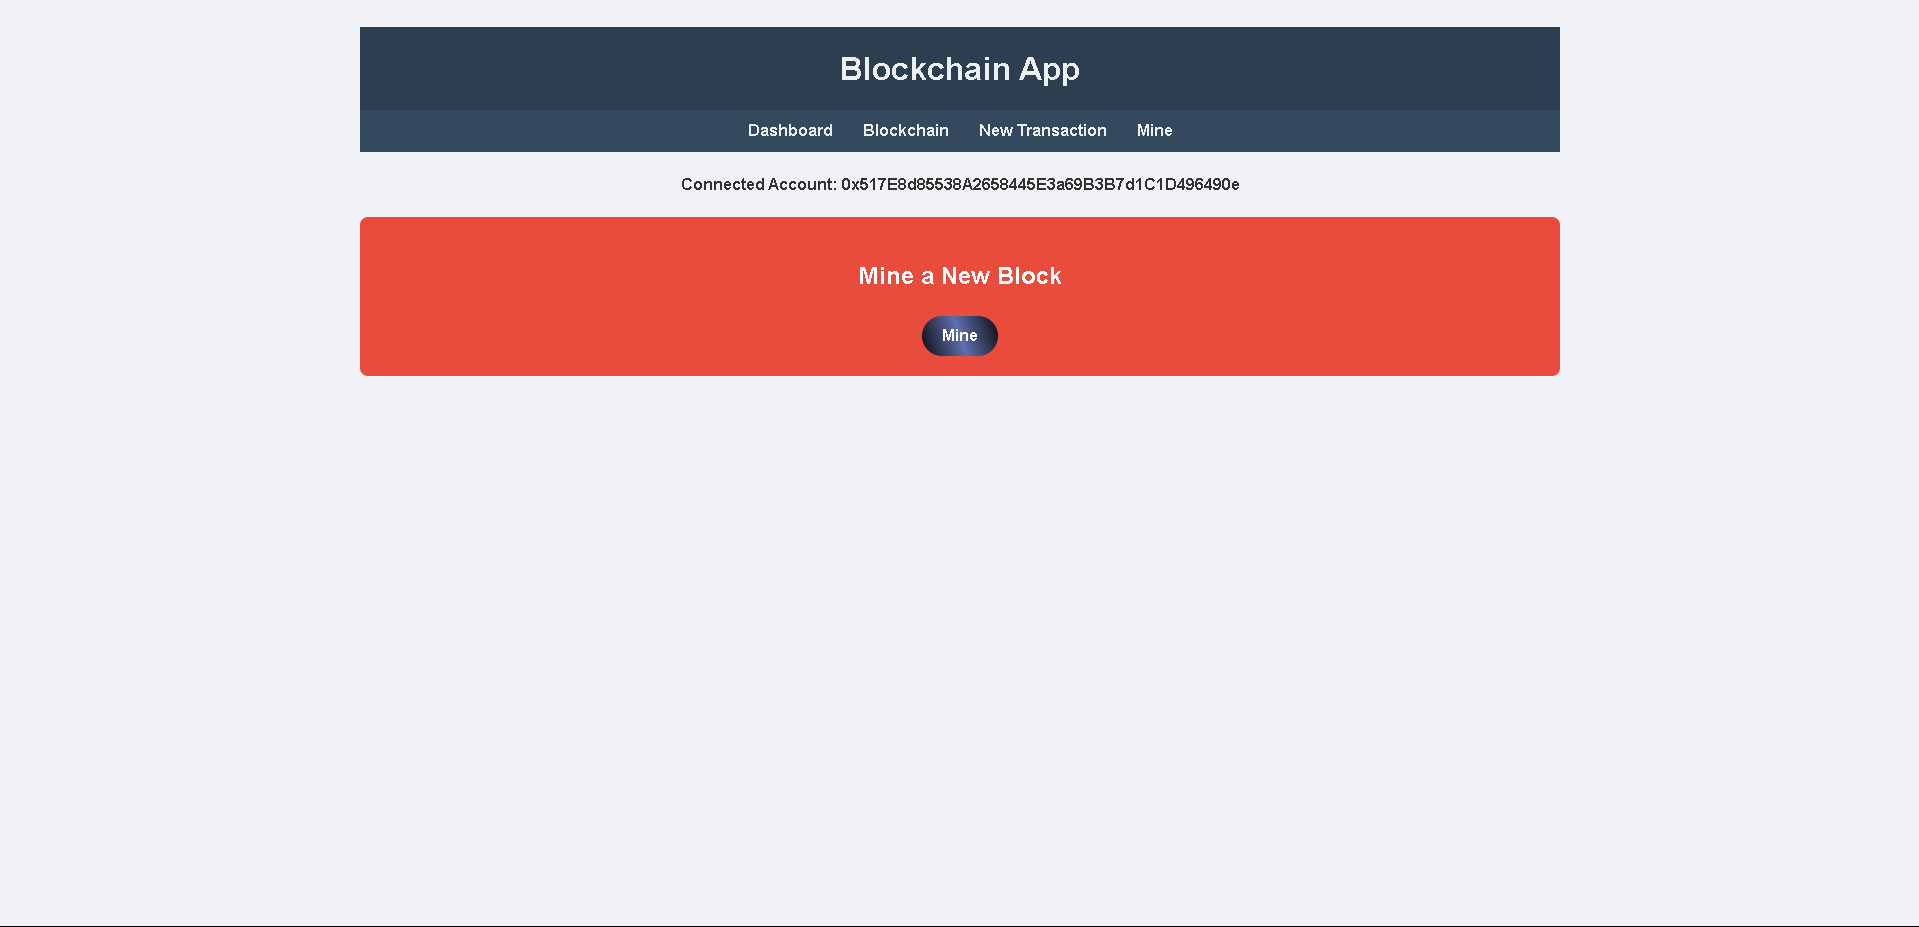 Blockchain App
Dashboard Blockchain New Transaction Mine
Connected Account: 0x517E8d85538A2658445E3a69B3B7d1C1D496490e
Mine a New Block
Mine